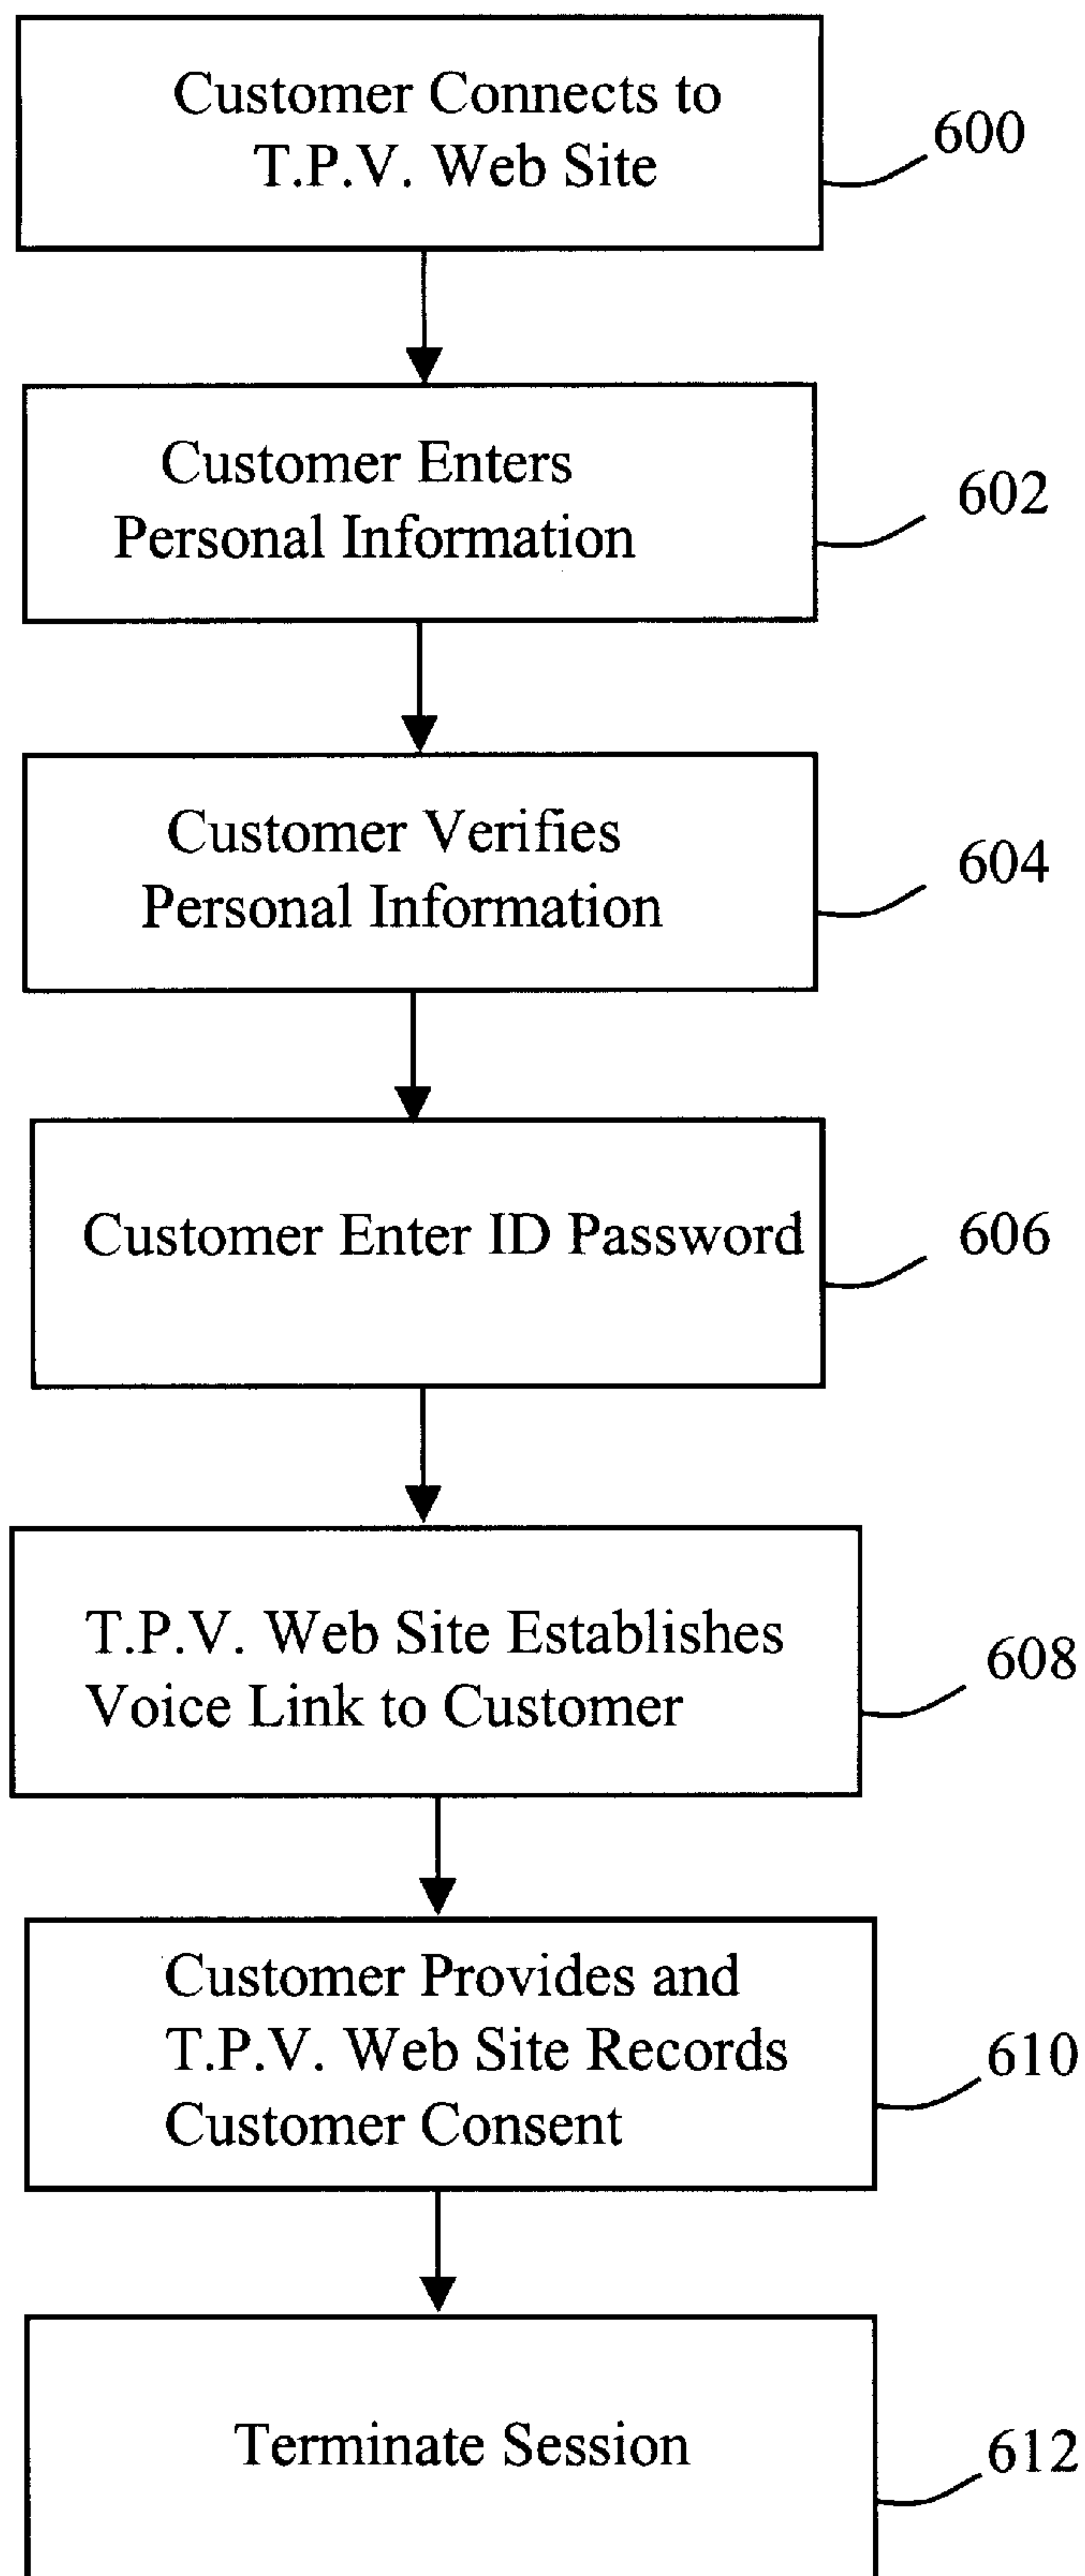 Customer Connects to
T.P.V. Web Site
600
Customer Enters
Personal Information
602
Customer Verifies
Personal Information
604
Customer Enter ID Password
606
T.P.V. Web Site Establishes
Voice Link to Customer
608
Customer Provides and
T.P.V. Web Site Records
Customer Consent
610
Terminate Session
612